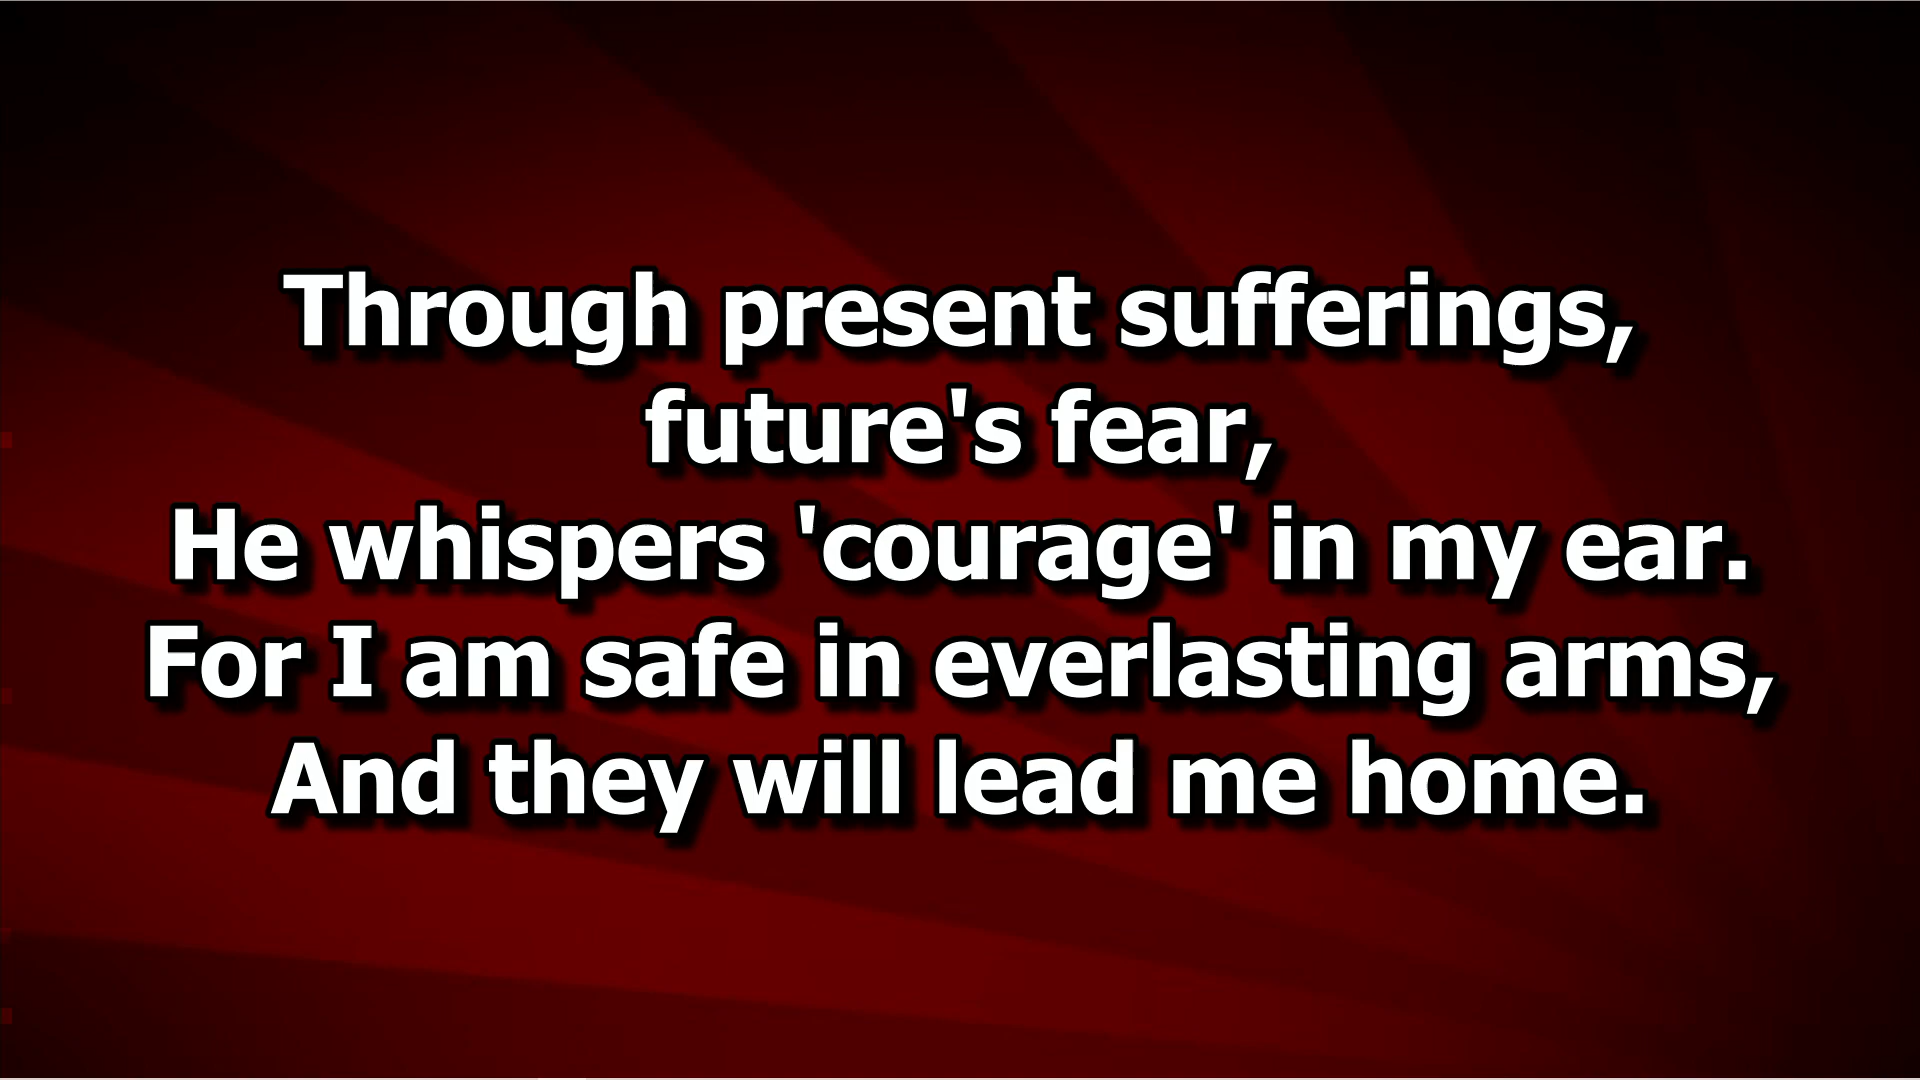 Through present sufferings,
future's fear,
He whispers 'courage' in my ear.
For I am safe in everlasting arms,
And they will lead me home.